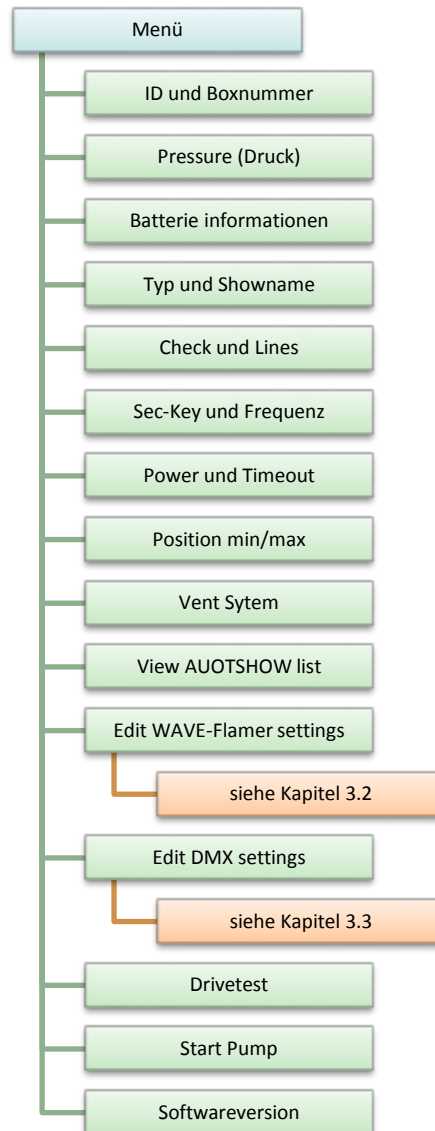 Menü
ID und Boxnummer
Pressure (Druck)
Batterie informationen
Typ und Showname
Check und Lines
Sec-Key und Frequenz
Power und Timeout
Position min/max
Vent Sytem
View AUOTSHOW list
Edit WAVE-Flamer settings
siehe Kapitel 3.2
Edit DMX settings
siehe Kapitel 3.3
Drivetest
Start Pump
Softwareversion